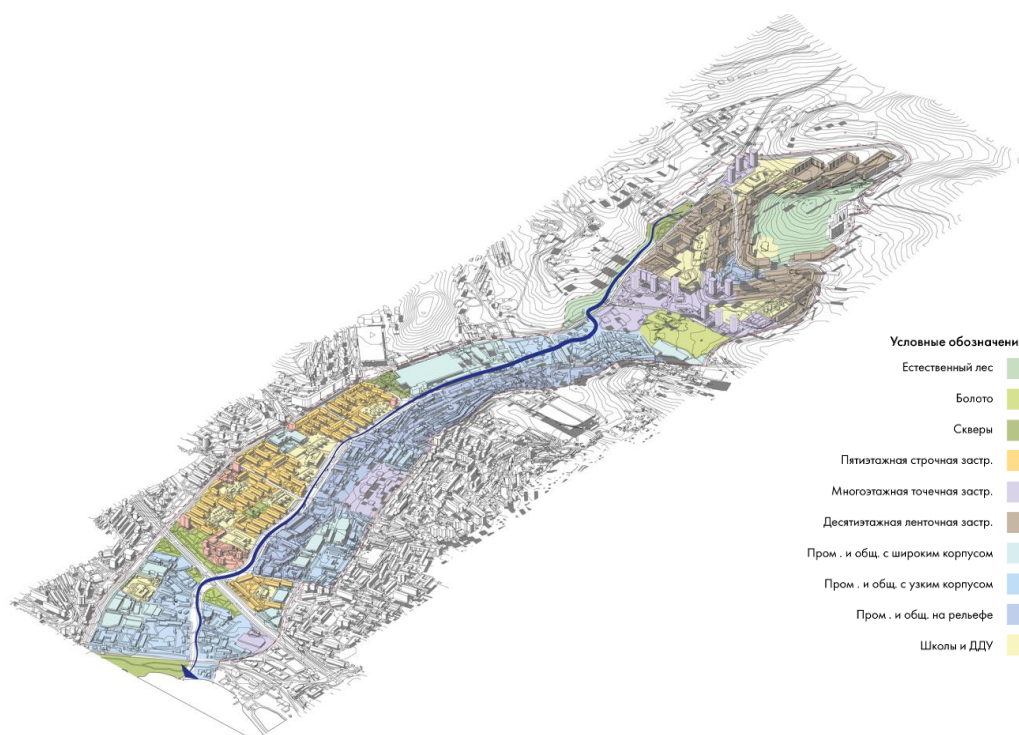 Условные обозначени
Естественный лес
Болото
Скверы
Пятиэтажная строчная застр.
Многоэтажная точечная застр.
Десятиэтажная ленточная застр.
Пром . и общ. с широким корпусом
Пром . и общ. с узким корпусом
Пром . и общ. на рельефе
Школы и ДДУ